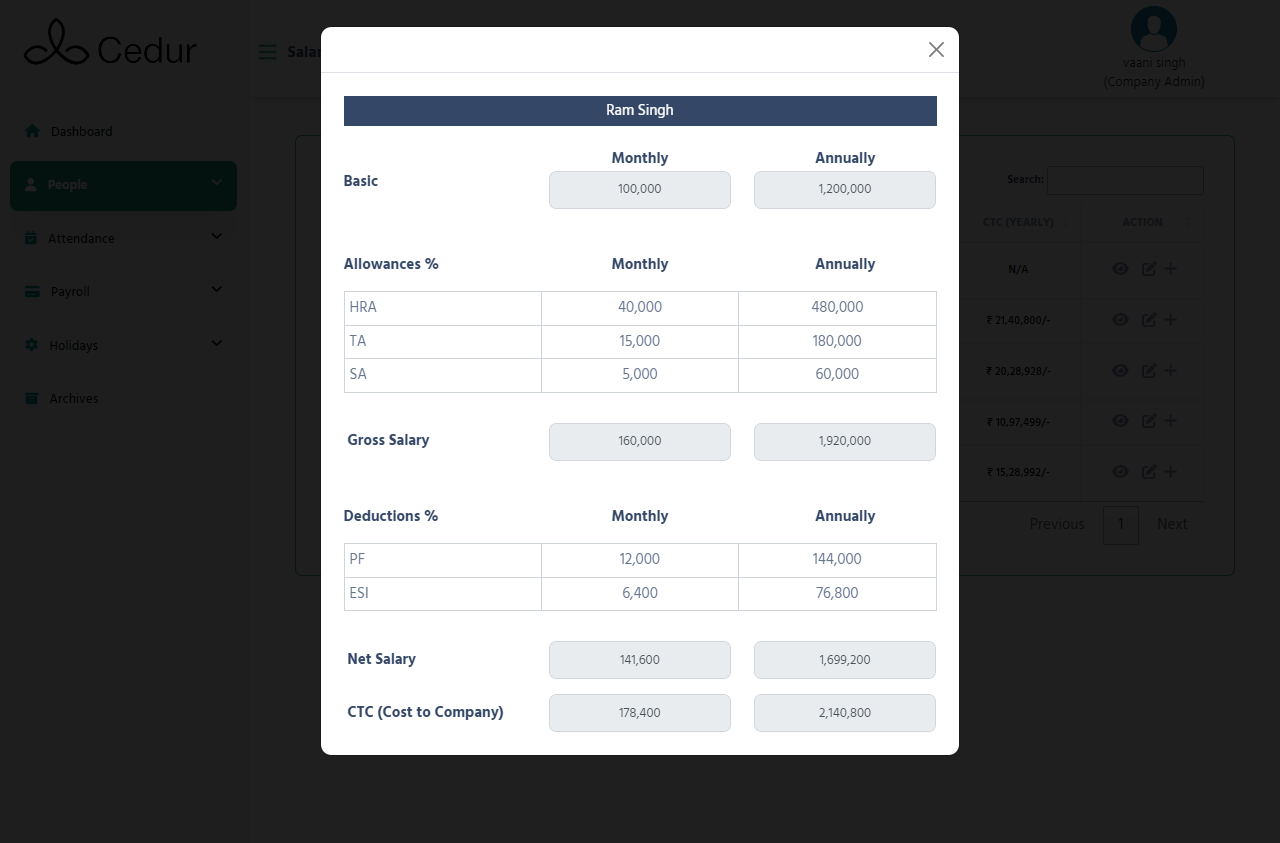 Cedur
Salar
vaani singh
(Company Admin)
Dashboard
People
Attendance
Payroll
Holidays
Archives
Search:
CTC (YEARLY) ACTION
N/A
₹ 21,40,800/-
₹ 20,28,928/-
₹ 10,97,499/-
₹ 15,28,992/-
Previous 1 Next
Ram Singh
Monthly Annually
Basic 100,000 1,200,000
Allowances % Monthly Annually
HRA 40,000 480,000
TA 15,000 180,000
SA 5,000 60,000
Gross Salary 160,000 1,920,000
Deductions % Monthly Annually
PF 12,000 144,000
ESI 6,400 76,800
Net Salary 141,600 1,699,200
CTC (Cost to Company) 178,400 2,140,800